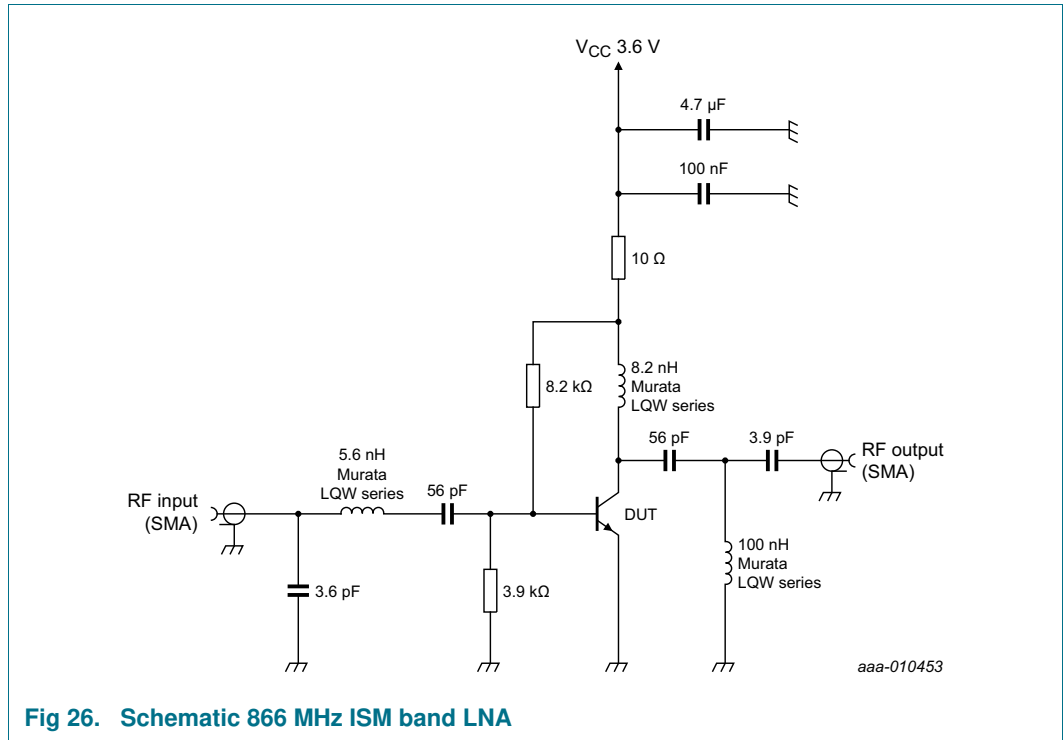 VCC 3.6 V
4.7 μF
100 nF
10 Ω
8.2 kΩ
8.2 nH
Murata
LQW series
56 pF
3.9 pF
RF output
(SMA)
5.6 nH
Murata
LQW series
56 pF
RF input
(SMA)
DUT
100 nH
Murata
LQW series
3.6 pF
3.9 kΩ
aaa-010453
Fig 26. Schematic 866 MHz ISM band LNA